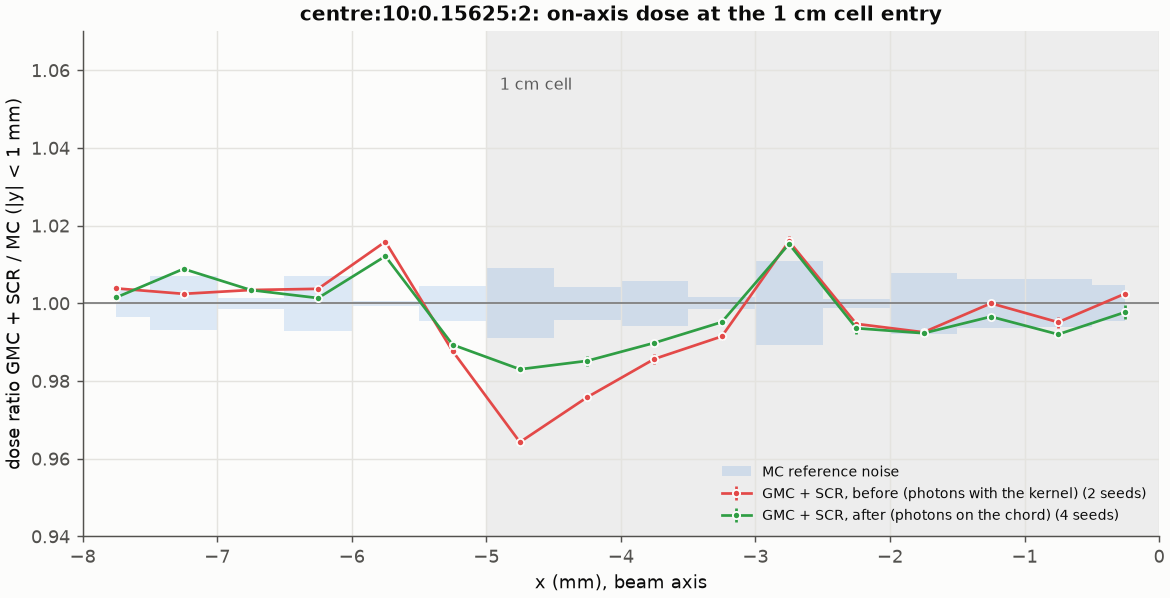 centre:10:0.15625:2: on-axis dose at the 1 cm cell entry
dose ratio GMC + SCR / MC (|y| < 1 mm)
1.06
1.04
1.02
1.00
0.98
0.96
0.94
1 cm cell
MC reference noise
GMC + SCR, before (photons with the kernel) (2 seeds)
GMC + SCR, after (photons on the chord) (4 seeds)
−8 −7 −6 −5 −4 −3 −2 −1 0
x (mm), beam axis